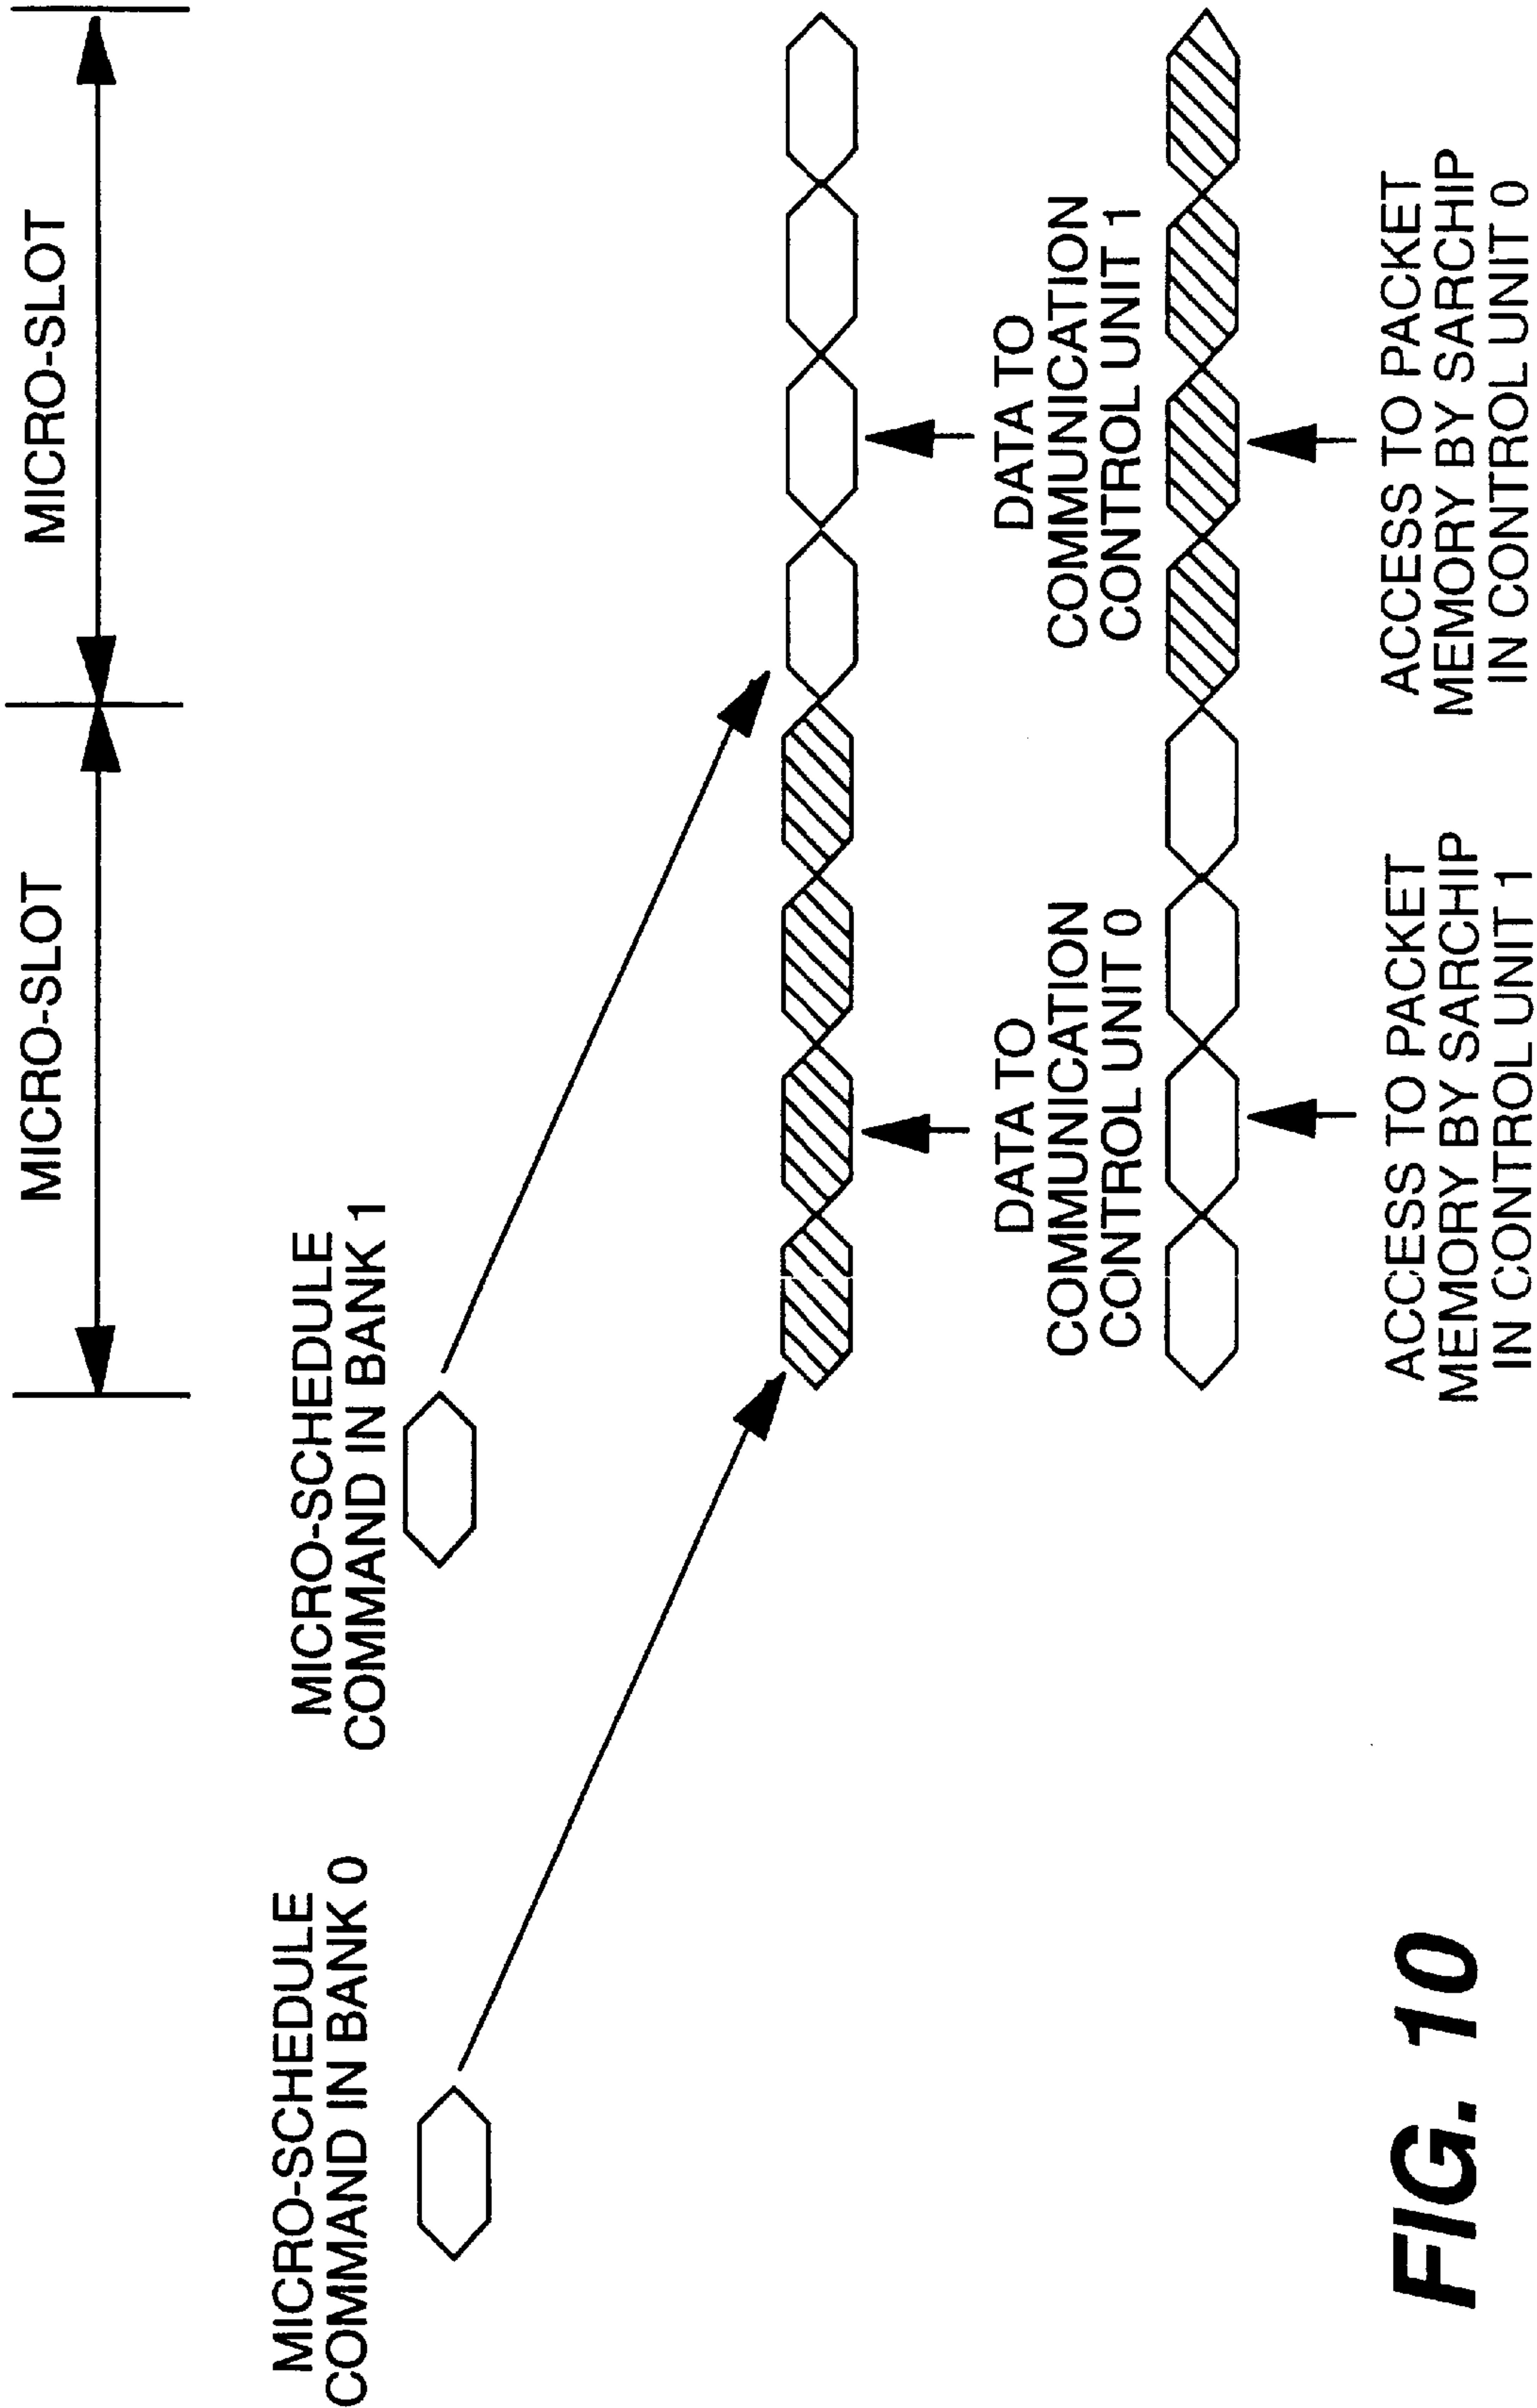 MICRO-SLOT
MICRO-SLOT
MICRO-SCHEDULE
COMMAND IN BANK 0
MICRO-SCHEDULE
COMMAND IN BANK 1
DATA TO
COMMUNICATION
CONTROL UNIT 0
DATA TO
COMMUNICATION
CONTROL UNIT 1
ACCESS TO PACKET
MEMORY BY SARCHIP
IN CONTROL UNIT 1
ACCESS TO PACKET
MEMORY BY SARCHIP
IN CONTROL UNIT 0
FIG. 10